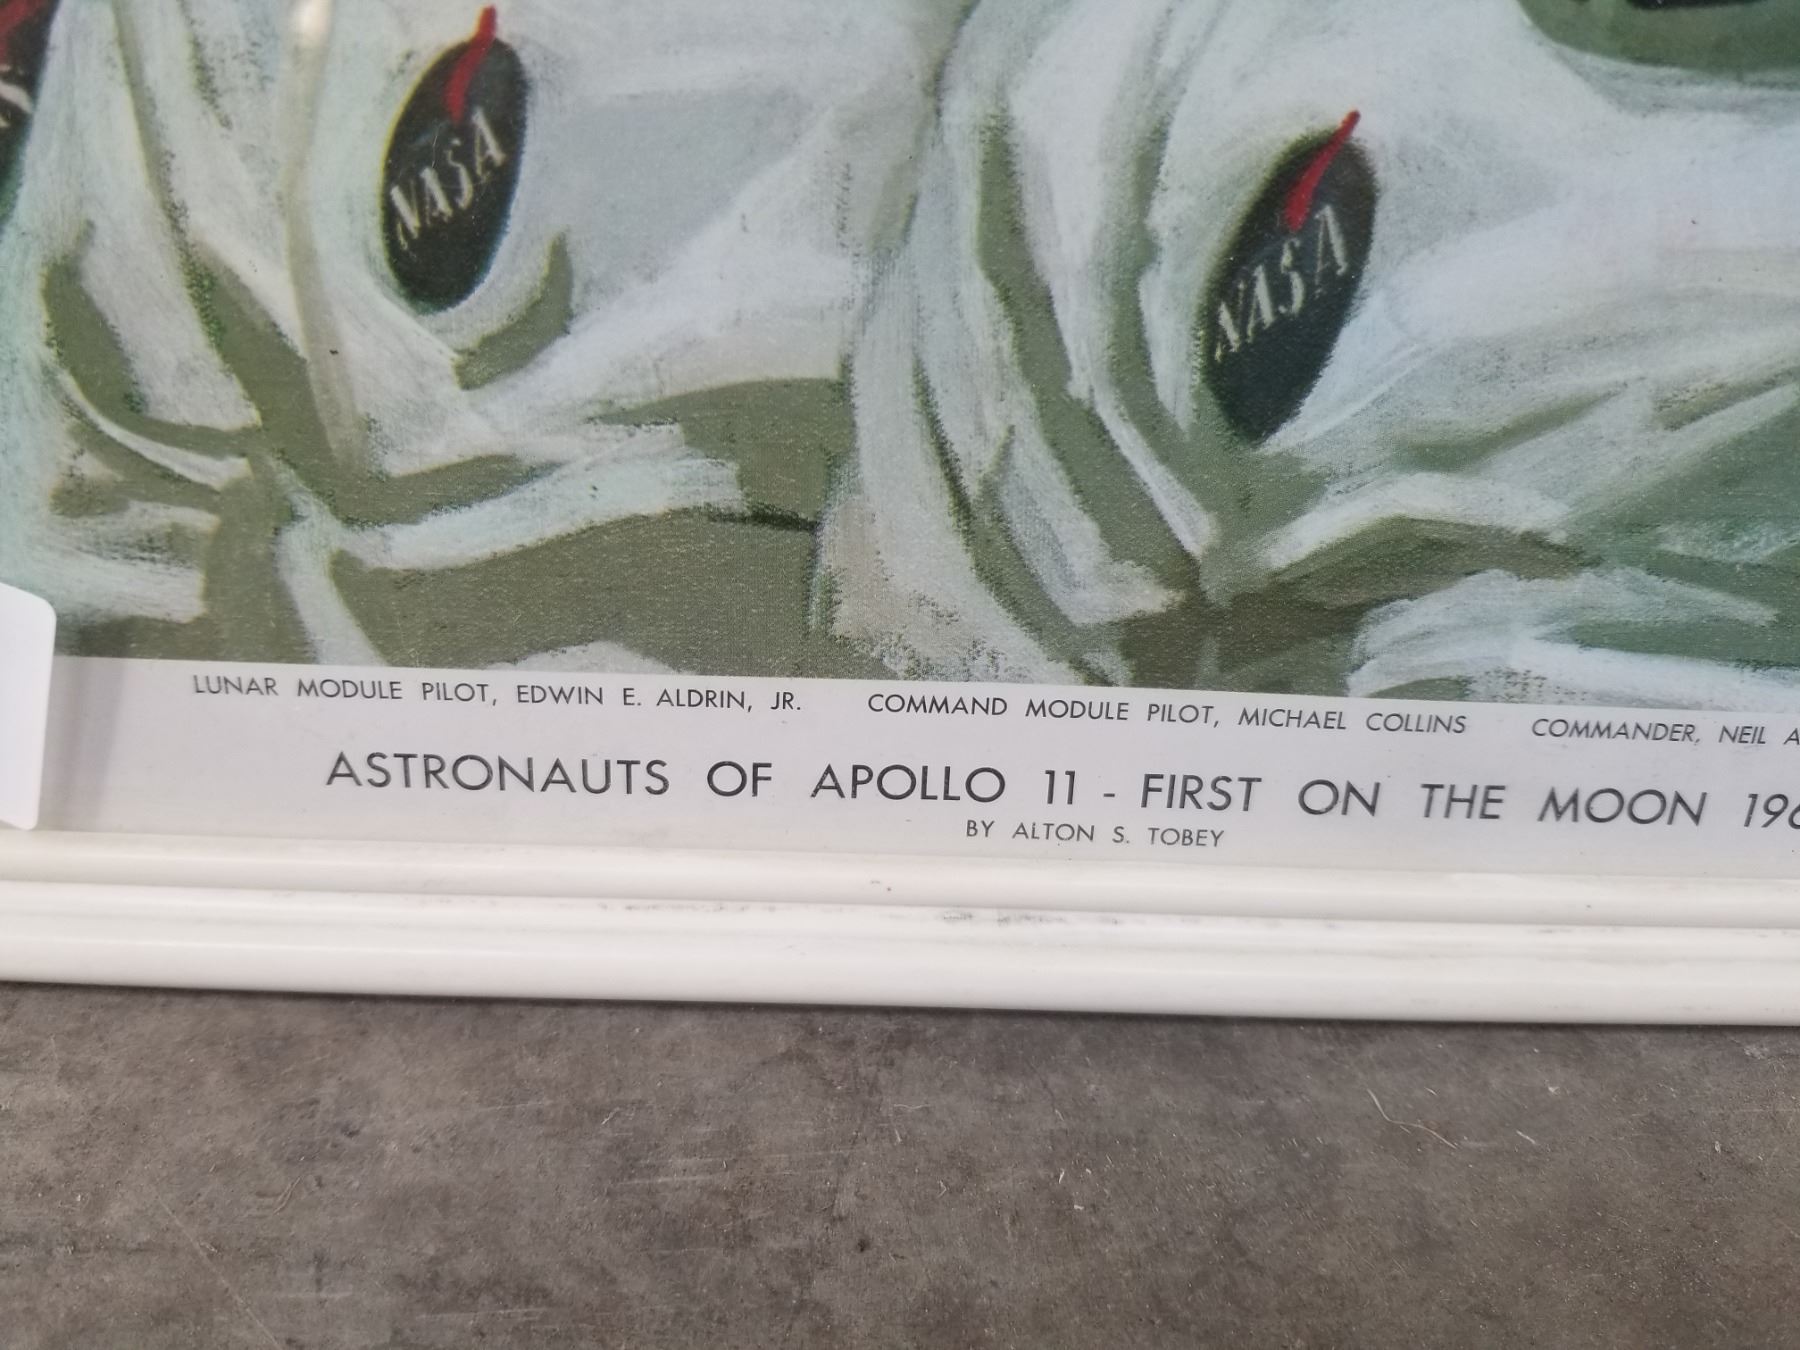 NASA
NASA
LUNAR MODULE PILOT, EDWIN E. ALDRIN, JR. COMMAND MODULE PILOT, MICHAEL COLLINS COMMANDER, NEIL A
ASTRONAUTS OF APOLLO 11 - FIRST ON THE MOON 196
BY ALTON S. TOBEY